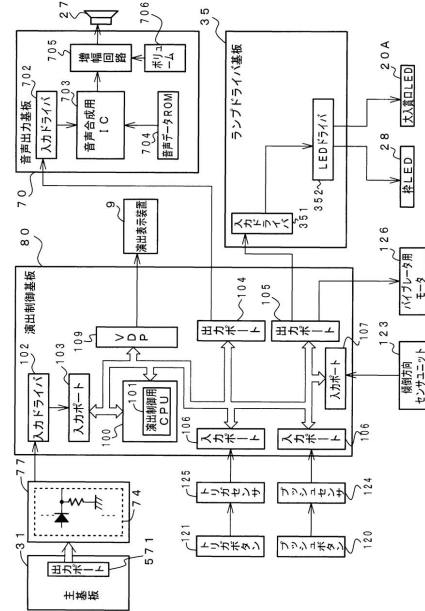 31
主基板
出力ポート
571
77
74
80
演出制御基板
102
入力ドライバ
103
入力ポート
109
VDP
100
101
演出制御用
CPU
9
演出表示装置
106
入力ポート
106
入力ポート
104
出力ポート
105
出力ポート
107
入力ポート
121
トリガボタン
125
トリガセンサ
120
プッシュボタン
124
プッシュセンサ
123
傾倒方向
センサユニット
126
バイブレータ用
モータ
70
音声出力基板
702
入力ドライバ
703
音声合成用
IC
704
音声データROM
705
増幅
回路
706
ボリ
ューム
27
35
ランプドライバ基板
入力ドライバ
351
LEDドライバ
352
28
枠LED
20A
大入賞口LED